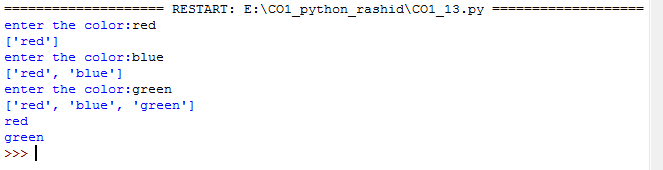 ==================== RESTART: E:\CO1_python_rashid\CO1_13.py ===================
enter the color:red
['red']
enter the color:blue
['red', 'blue']
enter the color:green
['red', 'blue', 'green']
red
green
>>>